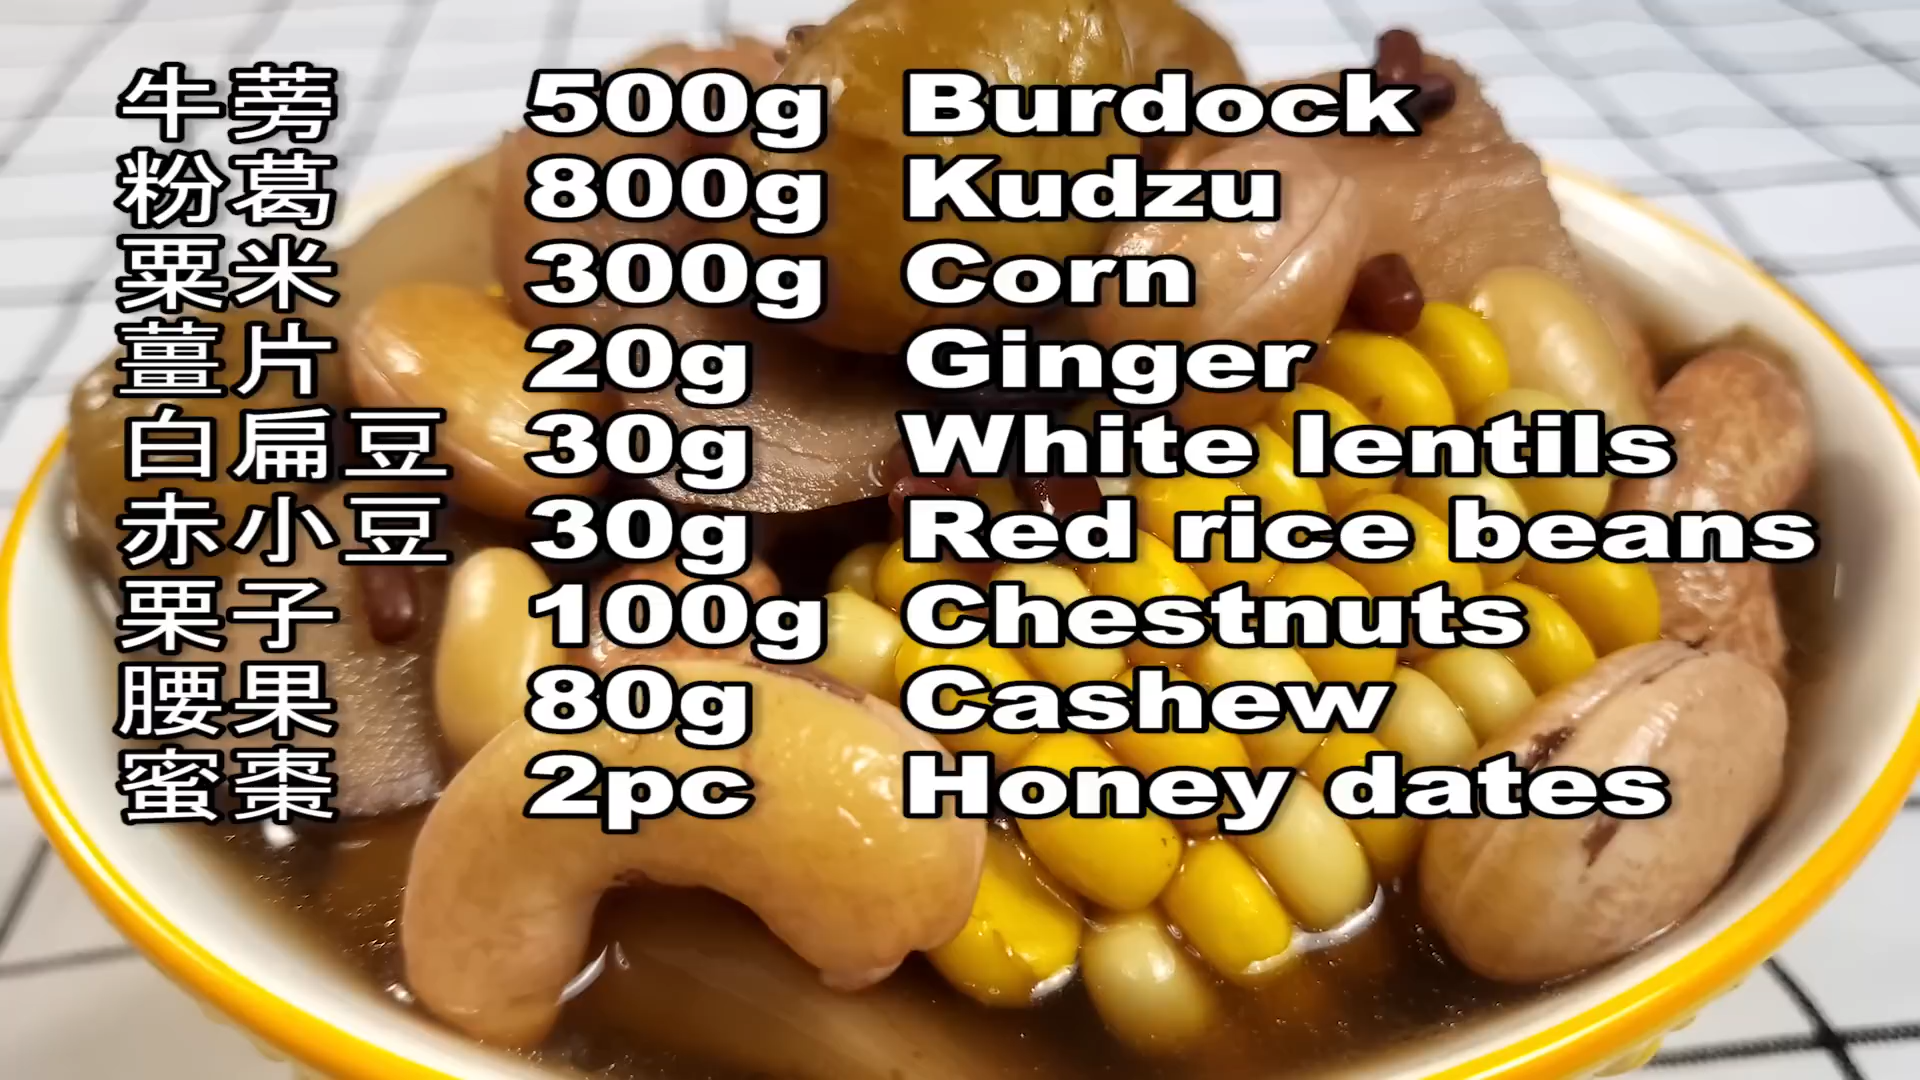 牛蒡 500g Burdock
粉葛 800g Kudzu
粟米 300g Corn
薑片 20g Ginger
白扁豆 30g White lentils
赤小豆 30g Red rice beans
栗子 100g Chestnuts
腰果 80g Cashew
蜜棗 2pc Honey dates